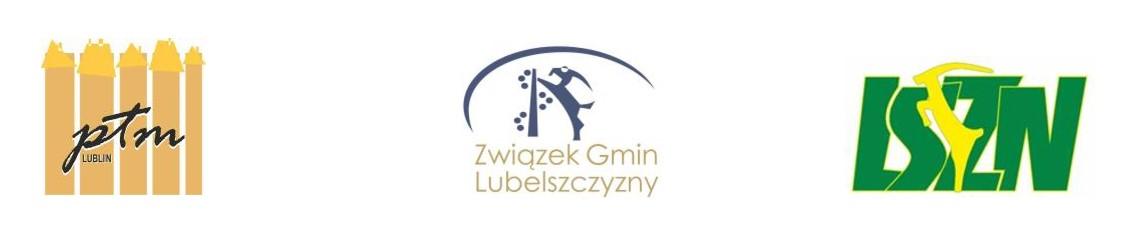 ptm
LUBLIN
Związek Gmin
Lubelszczyzny
LSZN